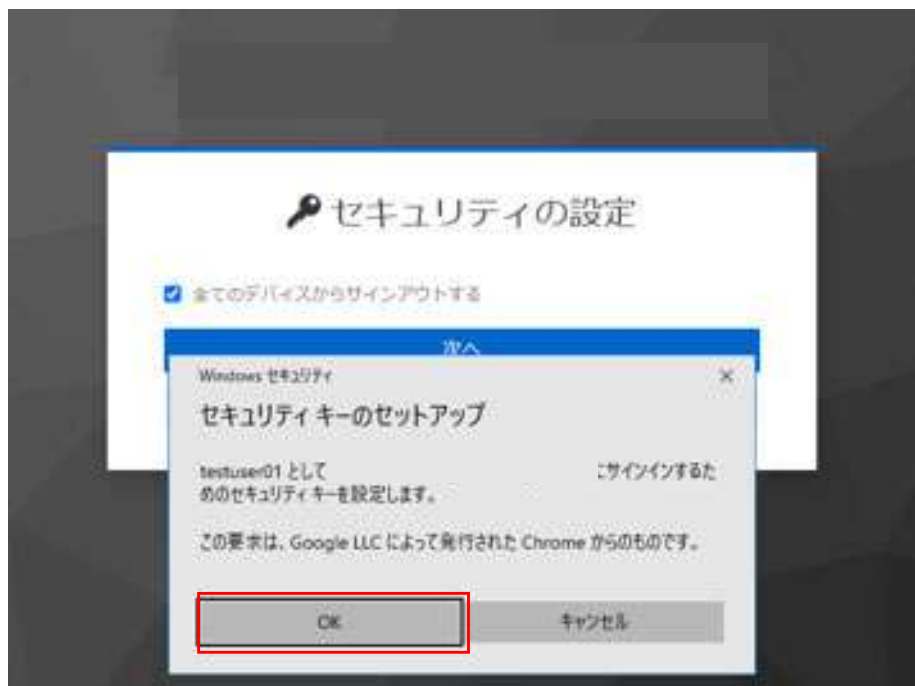 セキュリティの設定
全てのデバイスからサインアウトする
次へ
Windows セキュリティ
セキュリティ キーのセットアップ
testuser01 として にサインインするた
めのセキュリティ キーを設定します。
この要求は、Google LLC によって発行された Chrome からのものです。
OK
キャンセル